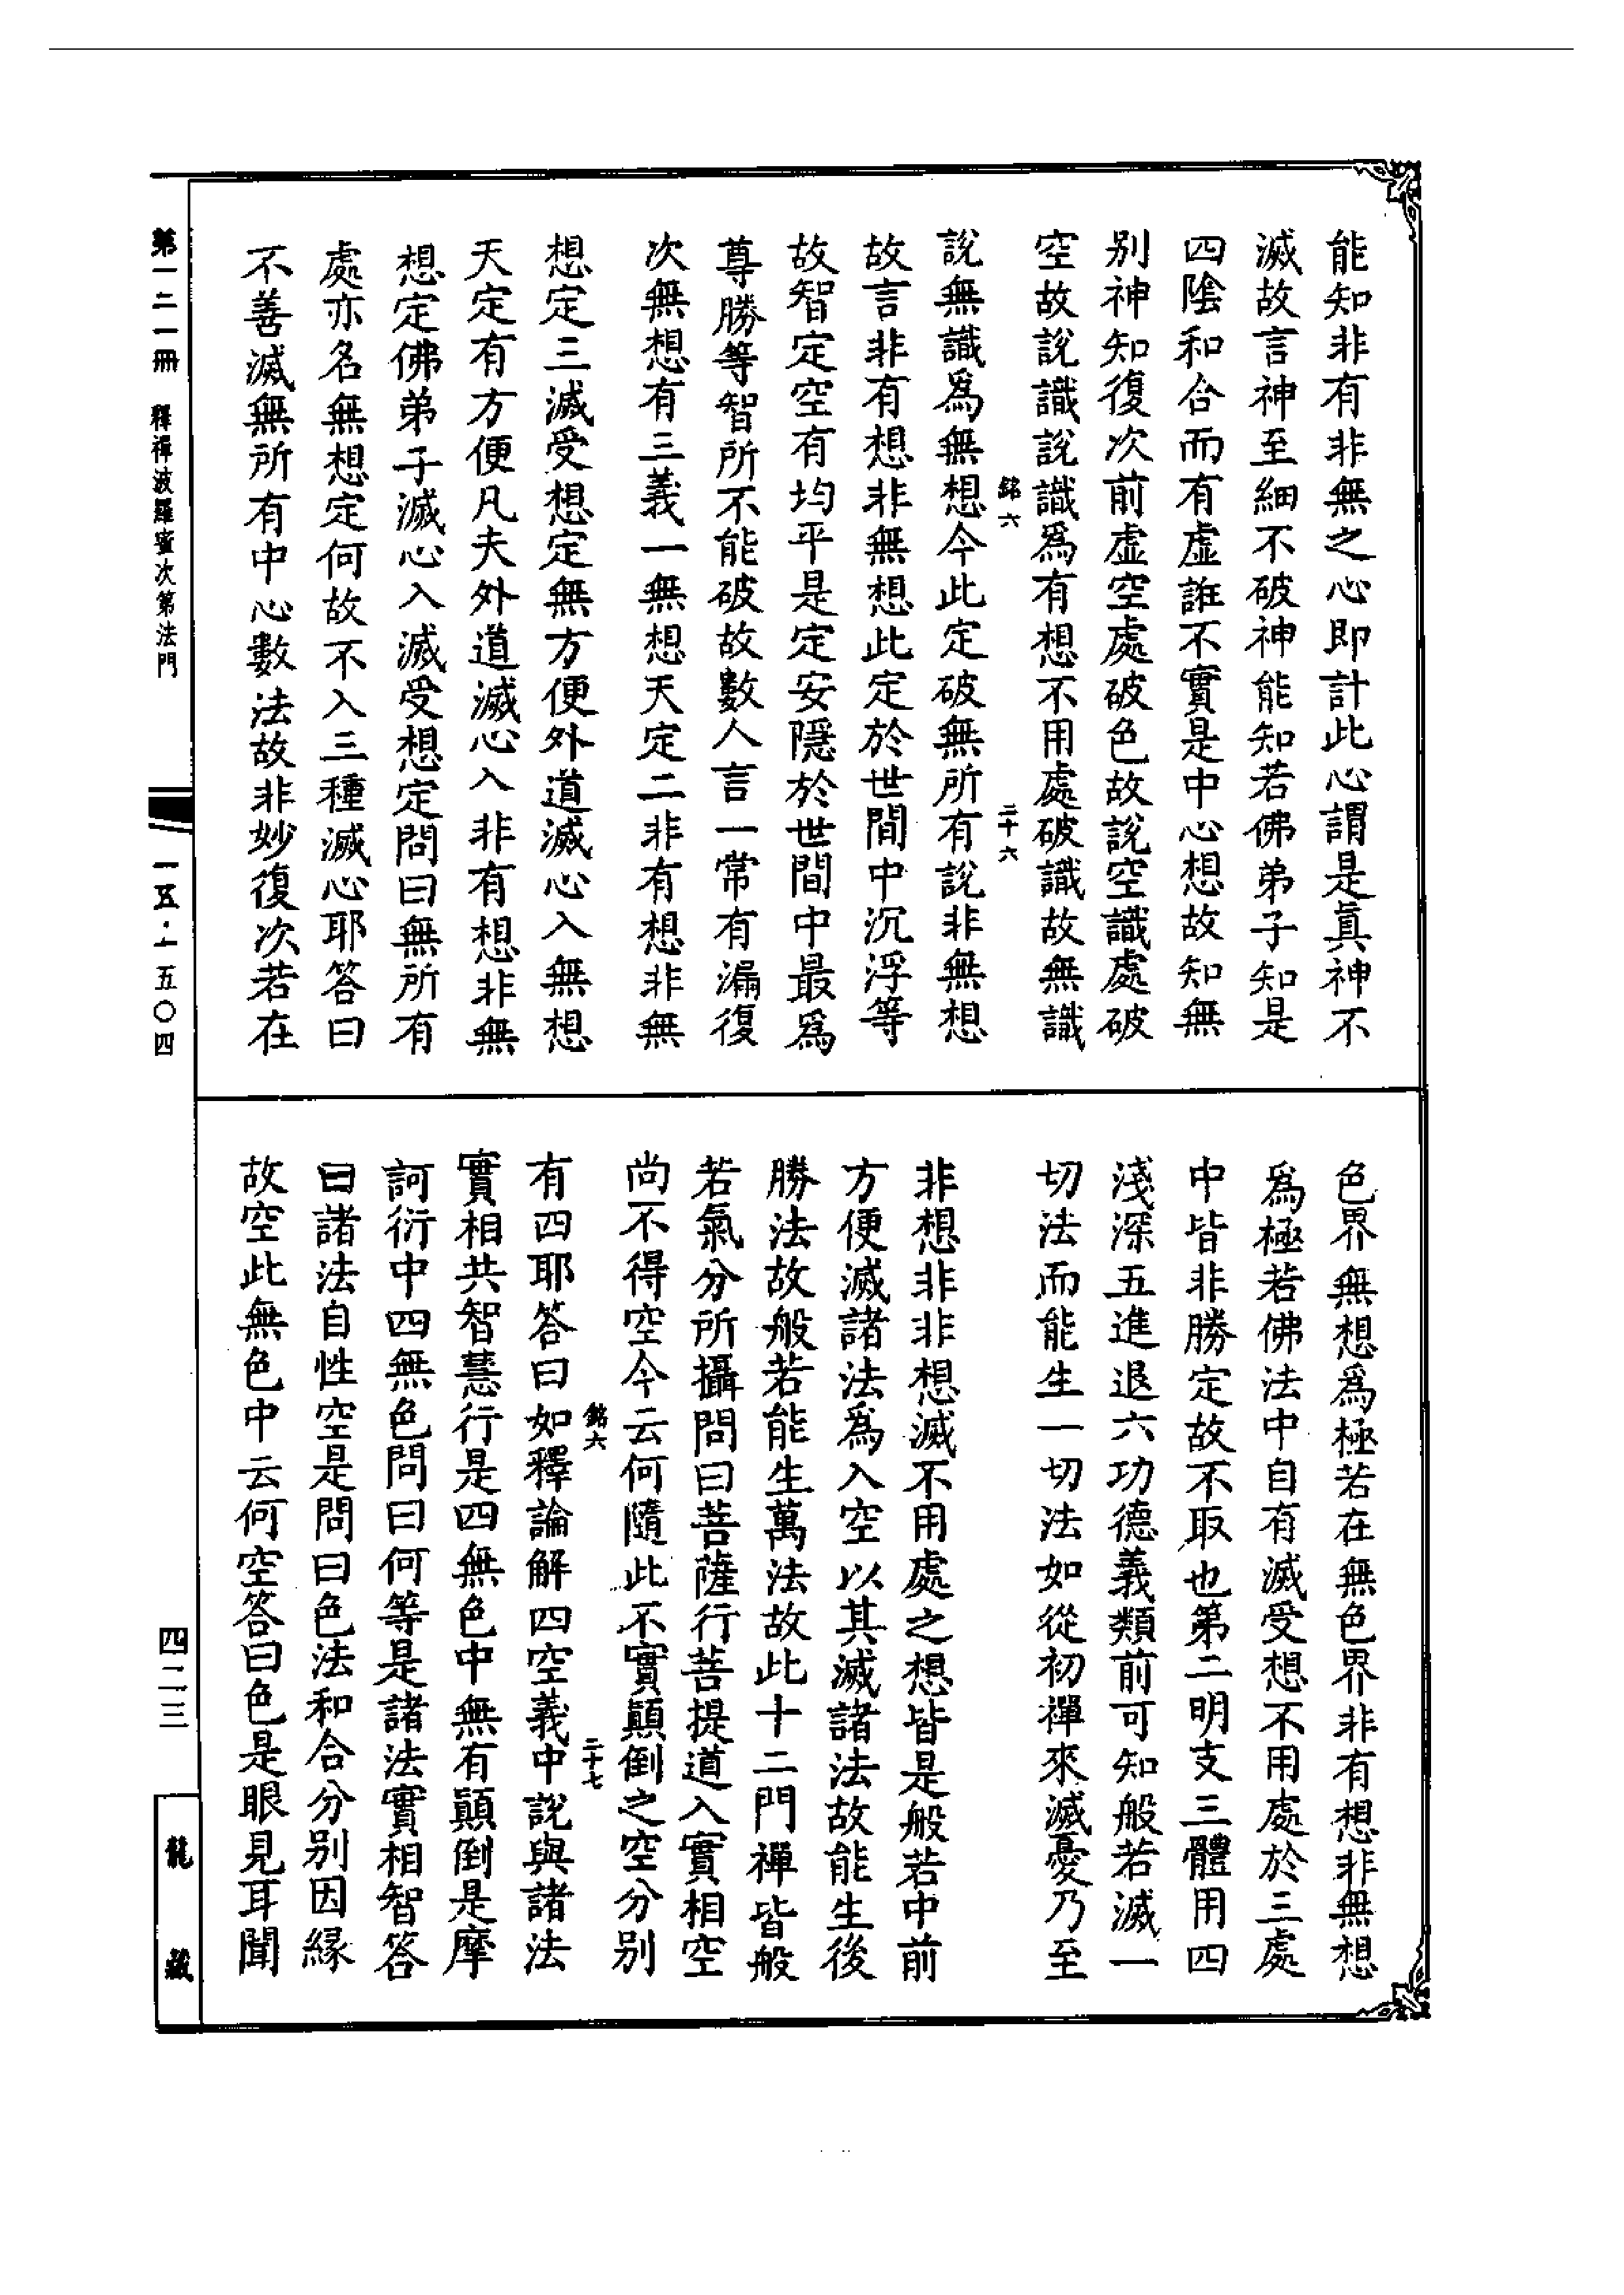 能知非有非無之心即計此心謂是真神不
滅故言神至細不破神能知若佛弟子知是
四陰和合而有虛誑不實是中心想故知無
別神知復次前虛空處破色故說空識處破
空故說識說識為有想不用處破識故無識
銘六
二十六
說無識為無想今此定破無所有說非無想
故言非有想非無想此定於世間中沉浮等
故智定空有均平是定安隱於世間中最為
尊勝等智所不能破故數人言一常有漏復
次無想有三義一無想天定二非有想非無
想定三滅受想定無方便外道滅心入無想
天定有方便凡夫外道滅心入非有想非無
想定佛弟子滅心入滅受想定問曰無所有
處亦名無想定何故不入三種滅心耶答曰
不善滅無所有中心數法故非妙復次若在
色界無想為極若在無色界非有想非無想
為極若佛法中自有滅受想不用處於三處
中皆非勝定故不取也第二明支三體用四
淺深五進退六功德義類前可知般若滅一
切法而能生一切法如從初禪來滅憂乃至
非想非非想滅不用處之想皆是般若中前
方便滅諸法為入空以其滅諸法故能生後
勝法故般若能生萬法故此十二門禪皆般
若氣分所攝問曰菩薩行菩提道入實相空
尚不得空今云何隨此不實顛倒之空分別
銘六
二十七
有四耶答曰如釋論解四空義中說與諸法
實相共智慧行是四無色中無有顛倒是摩
訶衍中四無色問曰何等是諸法實相智答
曰諸法自性空是問曰色法和合分別因緣
故空此無色中云何空答曰色是眼見耳聞
第一二一冊　釋禪波羅蜜次第法門
一五·一五〇四
四二三
龍藏